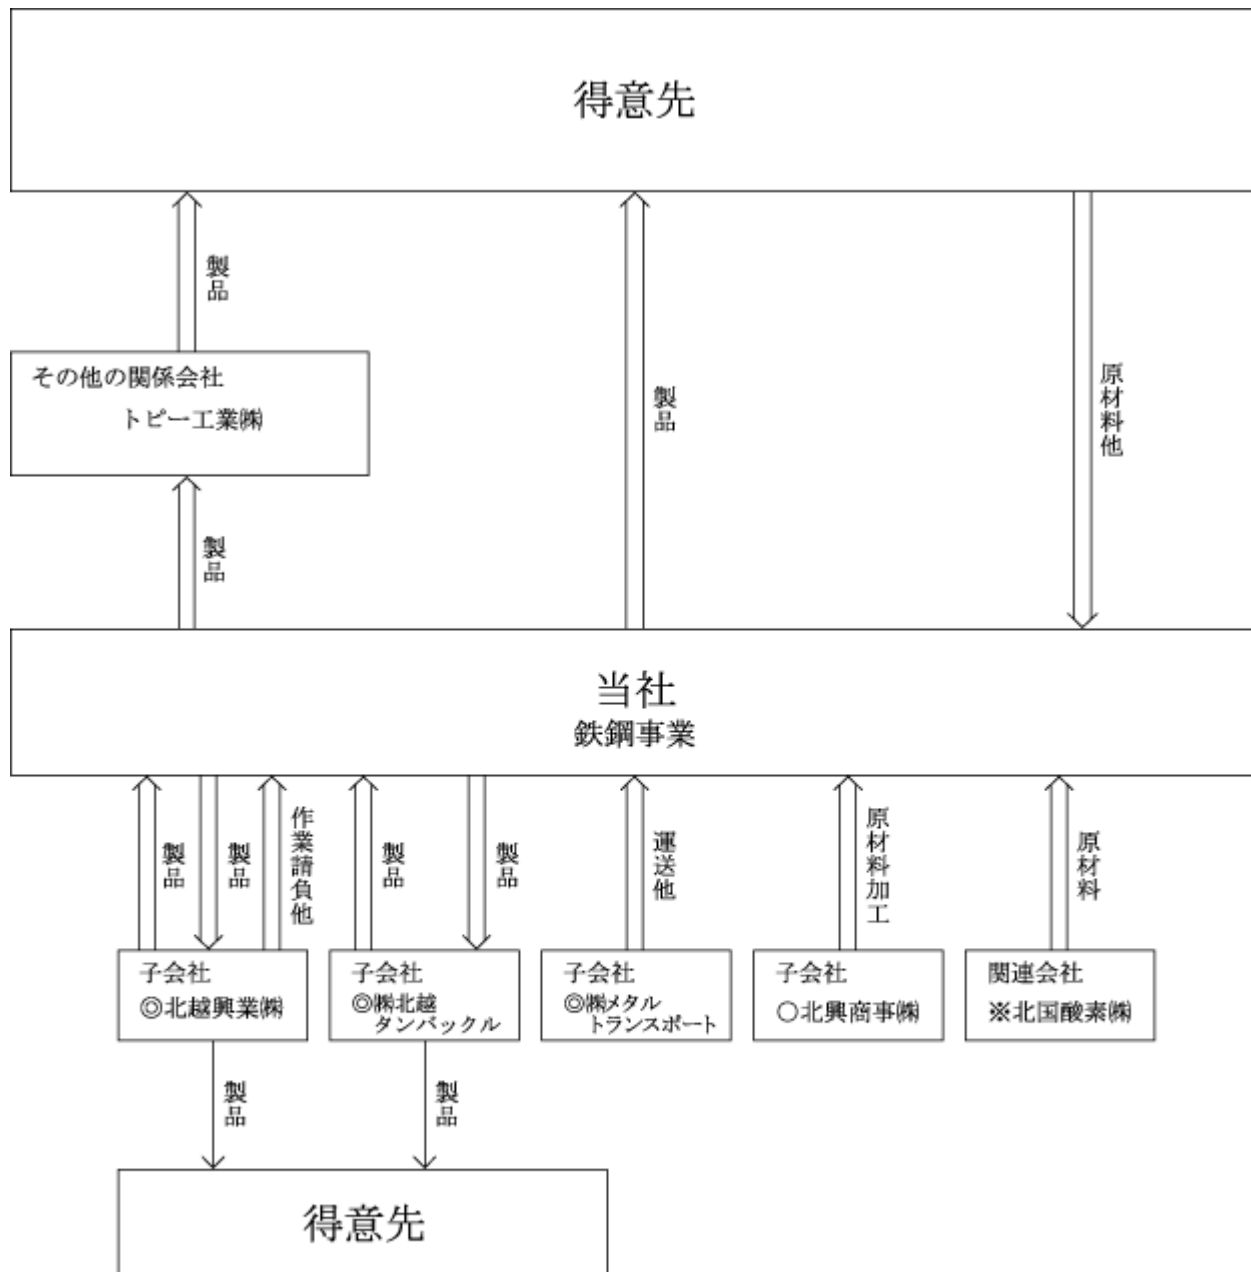 得意先
製品
その他の関係会社
トピー工業㈱
製品
原材料他
製品
当社
鉄鋼事業
製品
製品
作業請負他
製品
製品
運送他
原材料加工
原材料
子会社
◎北越興業㈱
子会社
◎㈱北越
タンバックル
子会社
◎㈱メタル
トランスポート
子会社
○北興商事㈱
関連会社
※北国酸素㈱
製品
製品
得意先